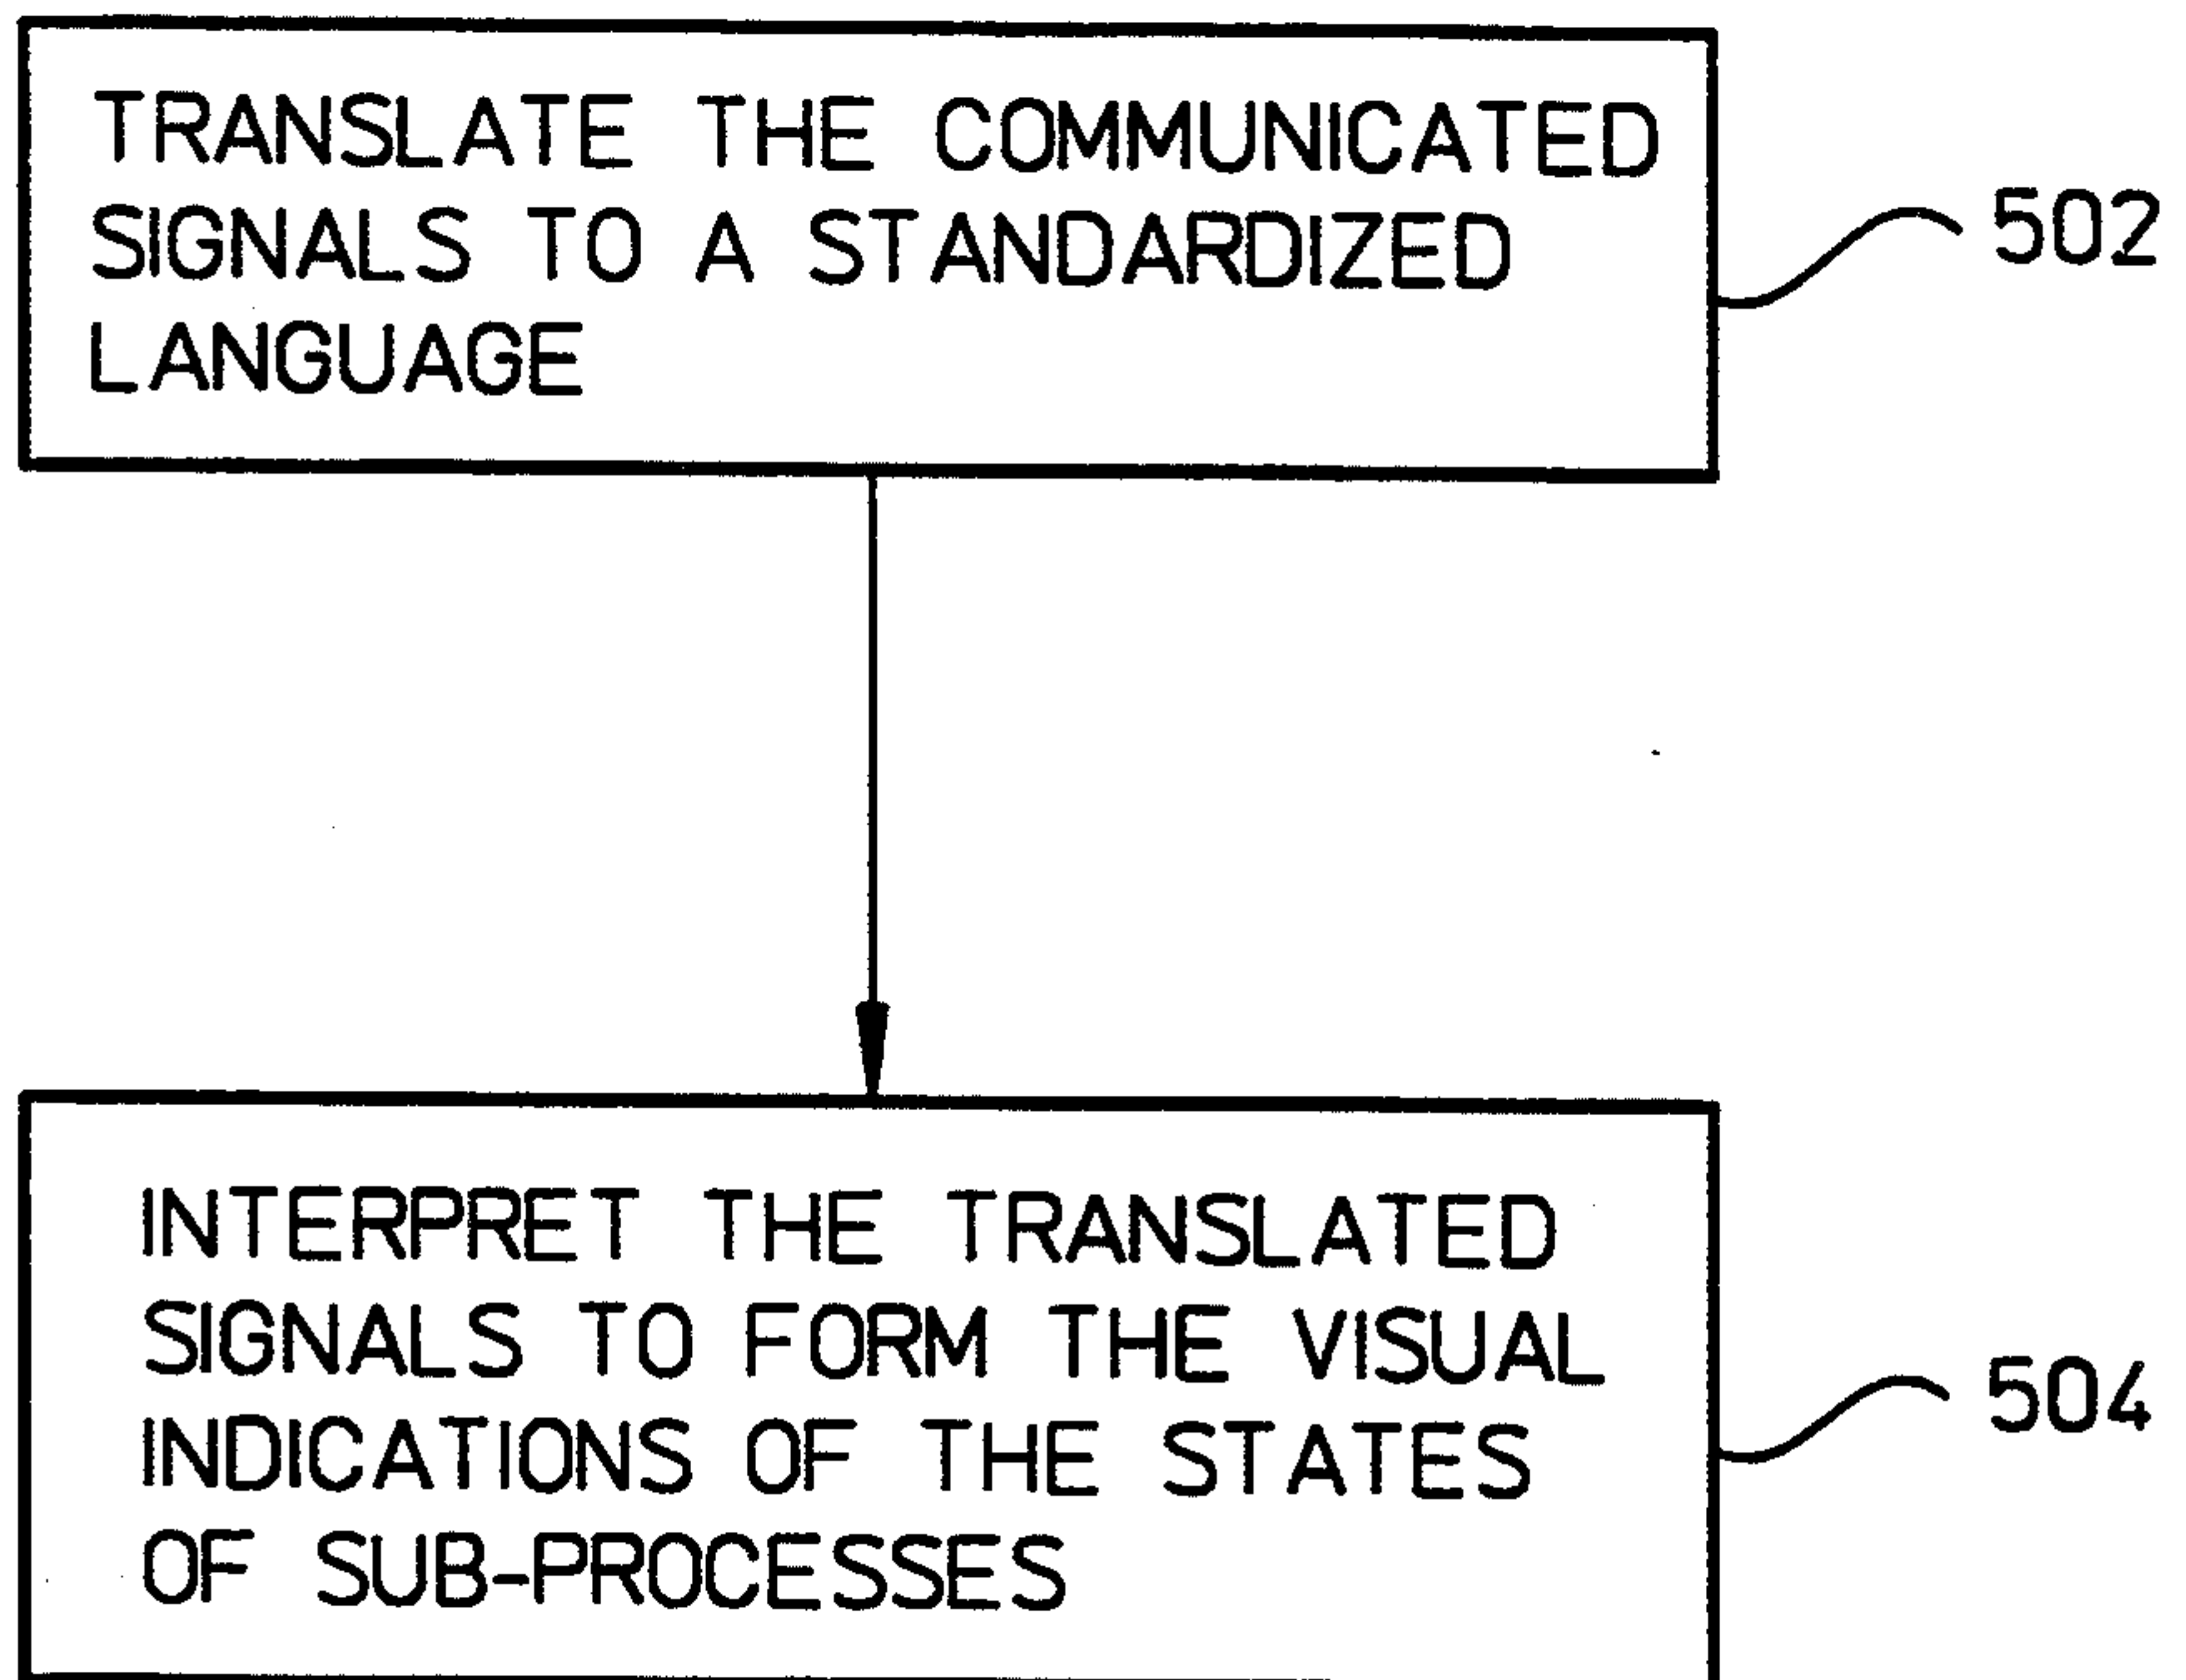 TRANSLATE THE COMMUNICATED
SIGNALS TO A STANDARDIZED
LANGUAGE
502
INTERPRET THE TRANSLATED
SIGNALS TO FORM THE VISUAL
INDICATIONS OF THE STATES
OF SUB-PROCESSES
504